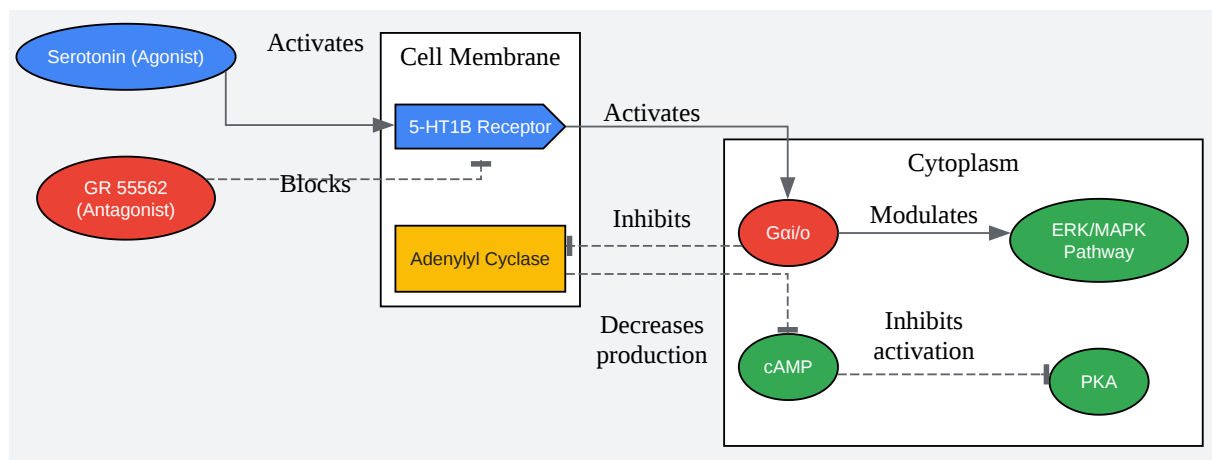 Serotonin (Agonist)
Activates
Cell Membrane
5-HT1B Receptor
Activates
GR 55562
(Antagonist)
Blocks
Cytoplasm
Adenylyl Cyclase
Inhibits
Gαi/o
Modulates
ERK/MAPK
Pathway
Decreases
production
cAMP
Inhibits
activation
PKA